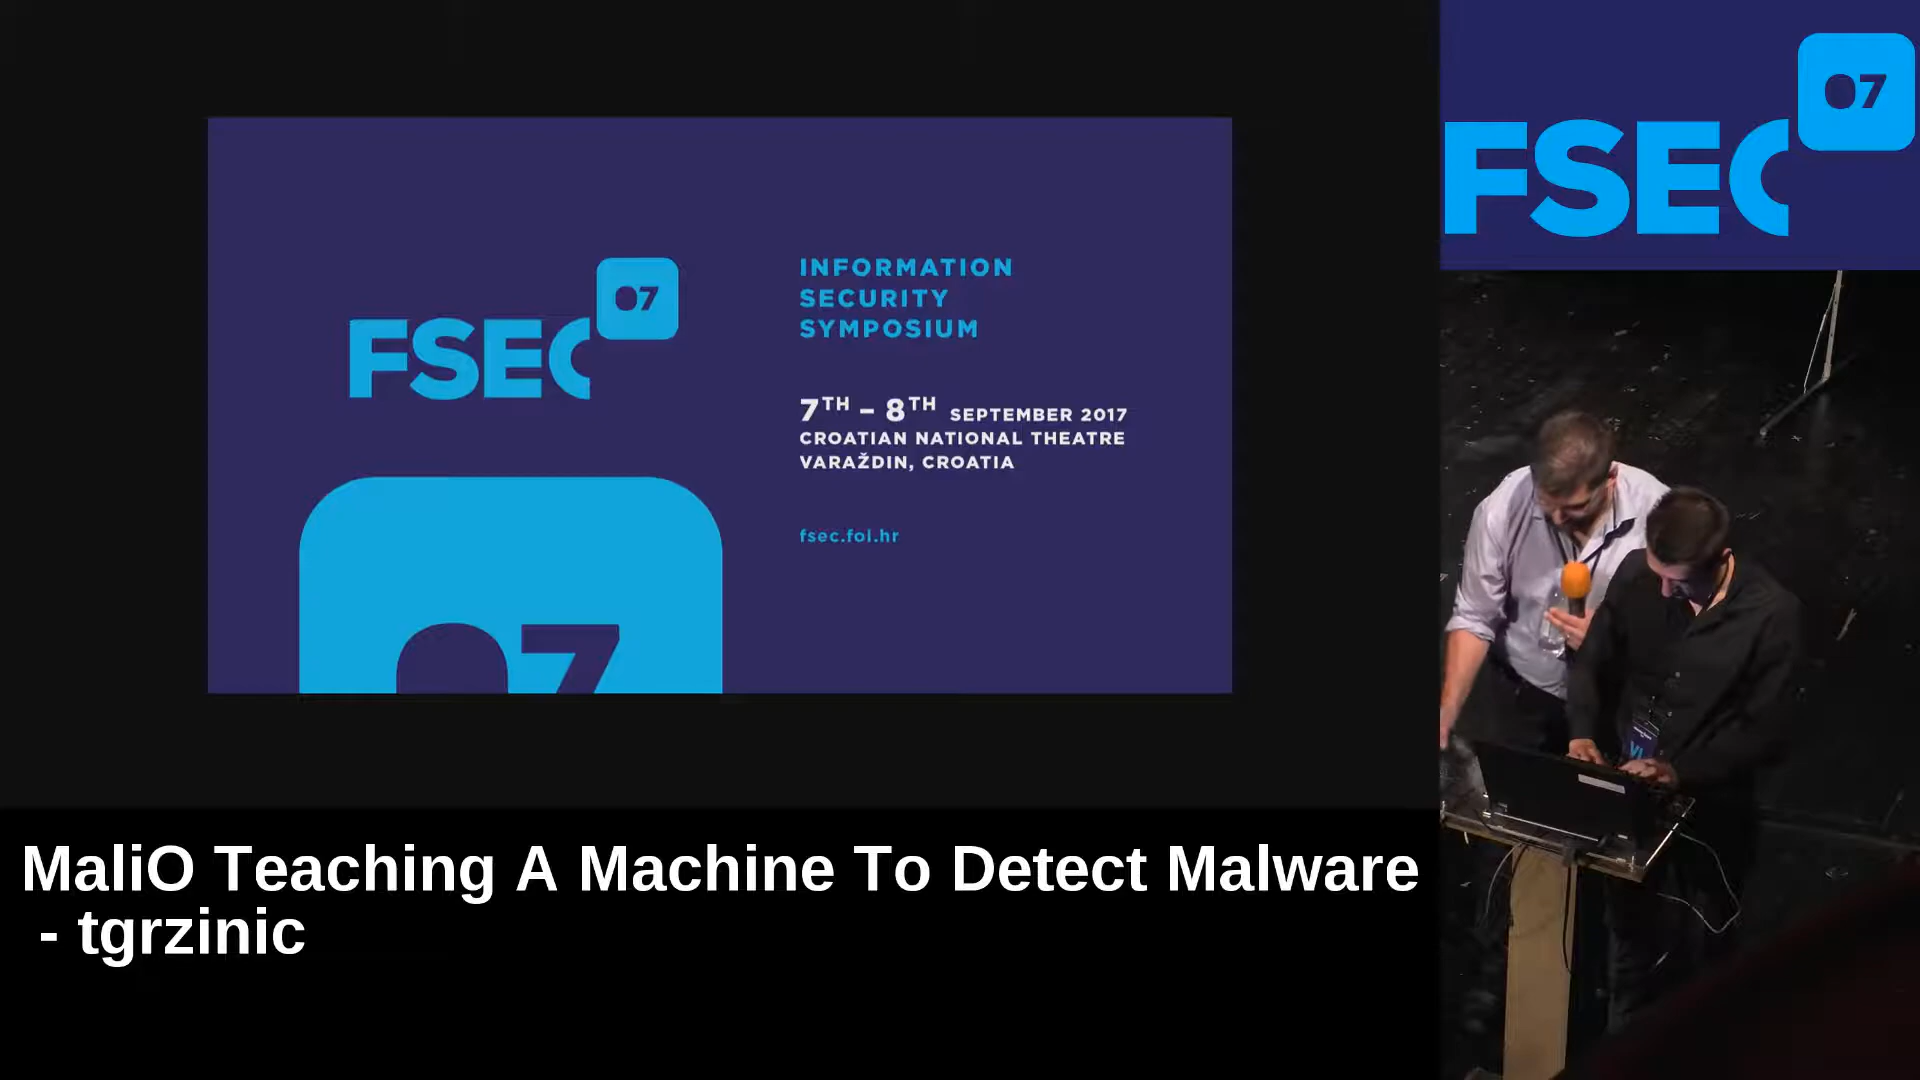 FSEC
07
INFORMATION
SECURITY
SYMPOSIUM
7TH – 8TH SEPTEMBER 2017
CROATIAN NATIONAL THEATRE
VARAŽDIN, CROATIA
fsec.foi.hr
07
07
FSEC
VI
MaliO Teaching A Machine To Detect Malware
- tgrzinic